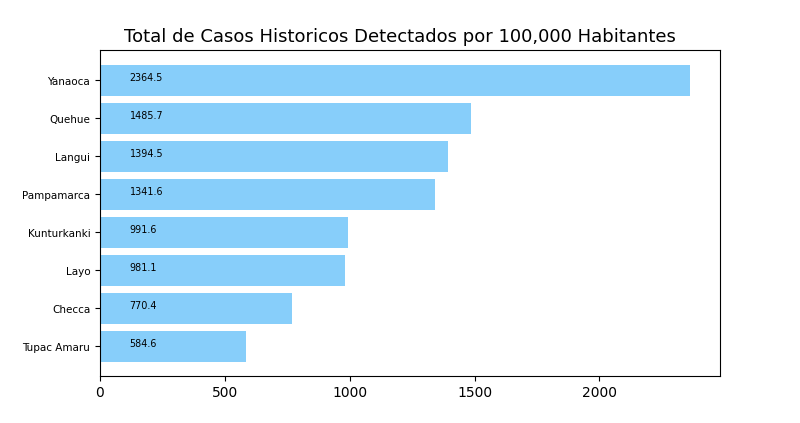 Total de Casos Historicos Detectados por 100,000 Habitantes
Yanaoca 2364.5
Quehue 1485.7
Langui 1394.5
Pampamarca 1341.6
Kunturkanki 991.6
Layo 981.1
Checca 770.4
Tupac Amaru 584.6
0 500 1000 1500 2000